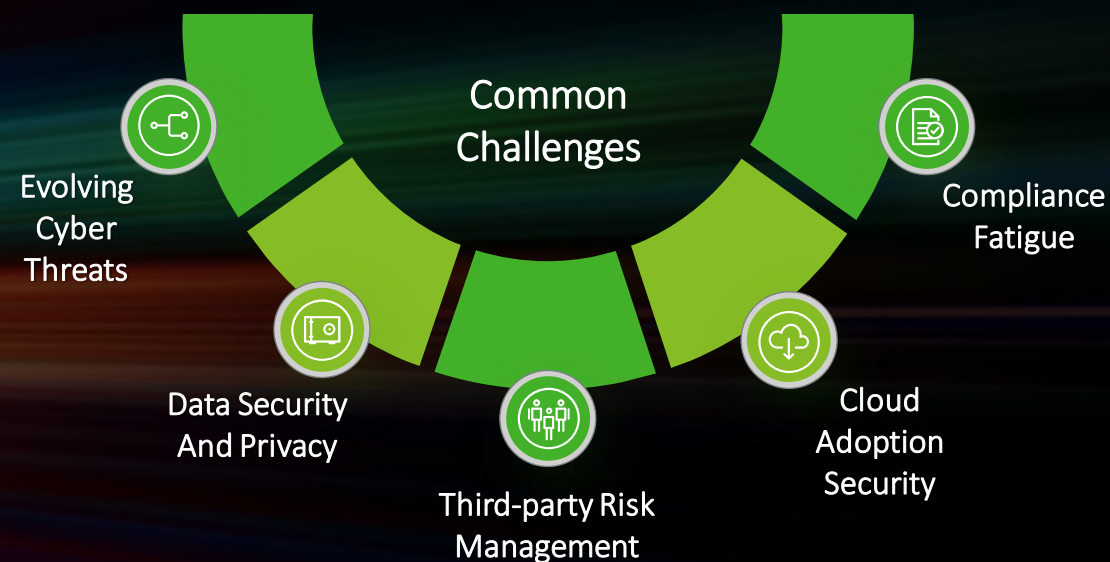 Common
Challenges
Evolving
Cyber
Threats
Data Security
And Privacy
Third-party Risk
Management
Cloud
Adoption
Security
Compliance
Fatigue